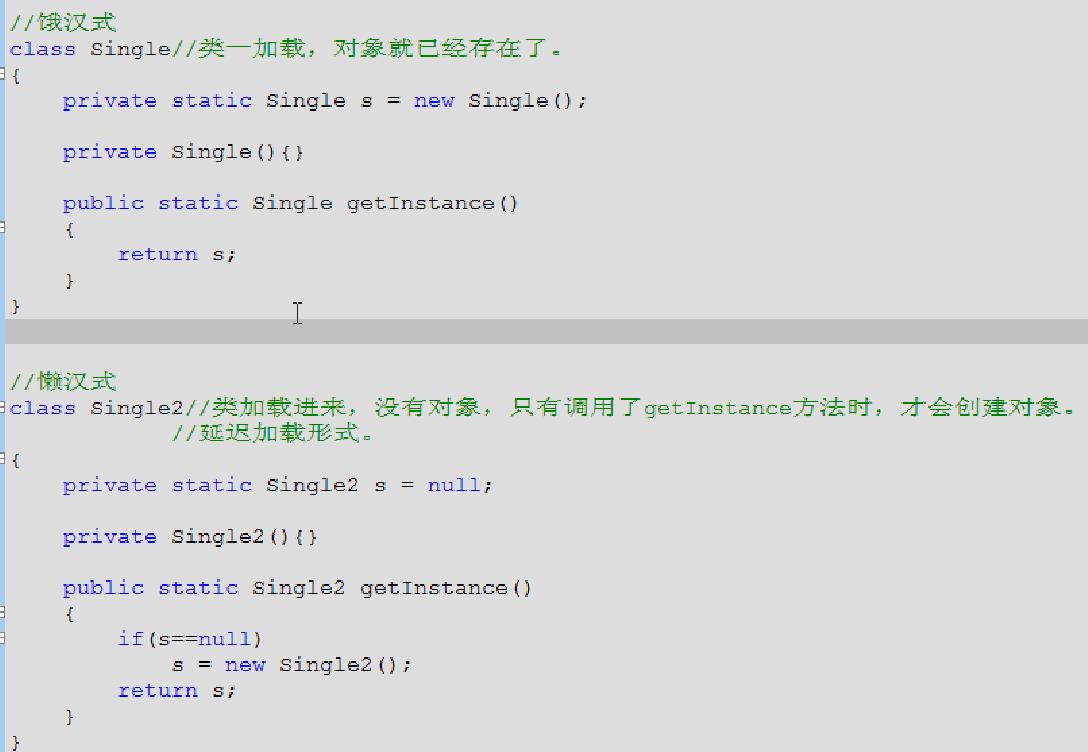 //饿汉式
class Single//类一加载，对象就已经存在了。
{
    private static Single s = new Single();
    private Single(){}
    public static Single getInstance()
    {
        return s;
    }
}
//懒汉式
class Single2//类加载进来，没有对象，只有调用了getInstance方法时，才会创建对象。
            //延迟加载形式。
{
    private static Single2 s = null;
    private Single2(){}
    public static Single2 getInstance()
    {
        if(s==null)
            s = new Single2();
        return s;
    }
}